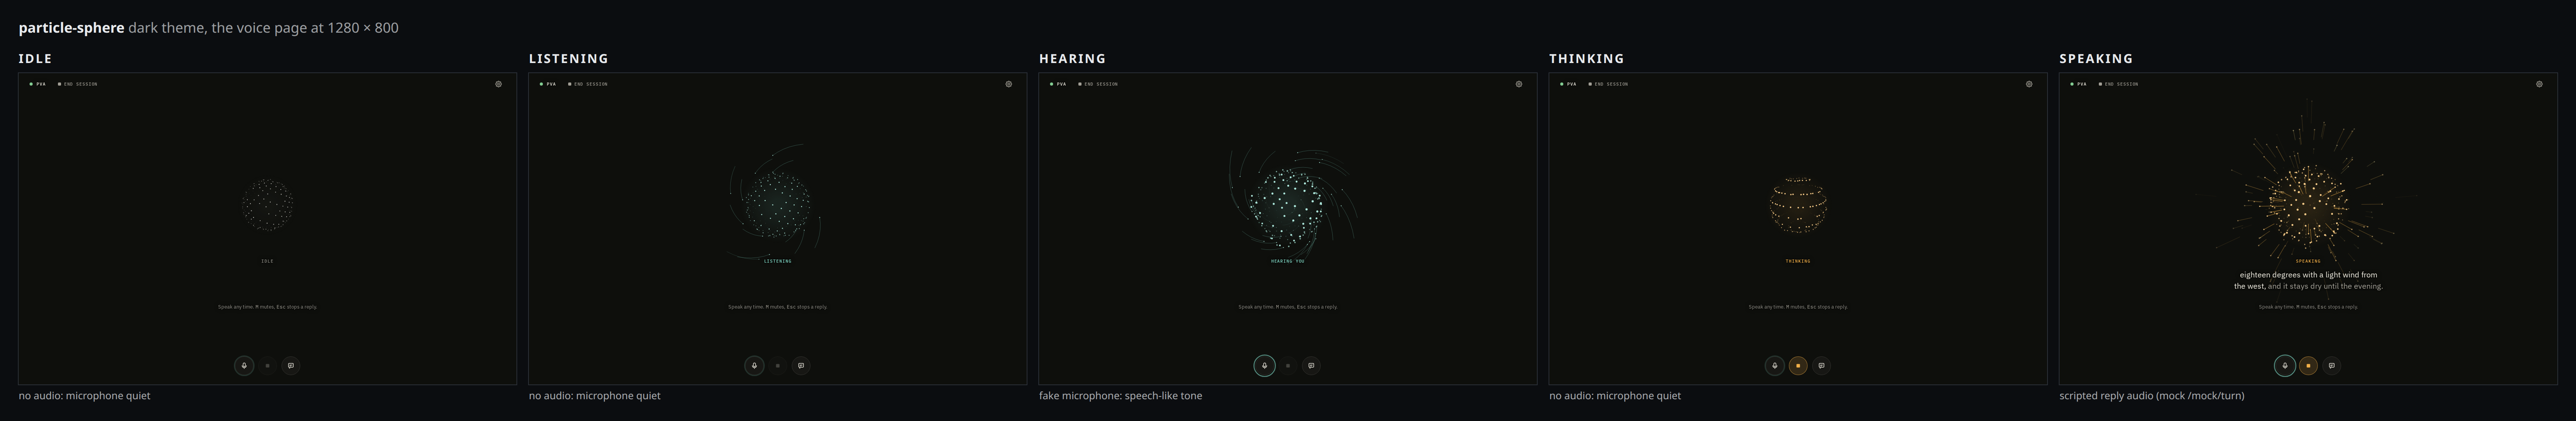 particle-sphere dark theme, the voice page at 1280 × 800
IDLE
PVA END SESSION
IDLE
Speak any time. M mutes, Esc stops a reply.
no audio: microphone quiet
LISTENING
PVA END SESSION
LISTENING
Speak any time. M mutes, Esc stops a reply.
no audio: microphone quiet
HEARING
PVA END SESSION
HEARING YOU
Speak any time. M mutes, Esc stops a reply.
fake microphone: speech-like tone
THINKING
PVA END SESSION
THINKING
Speak any time. M mutes, Esc stops a reply.
no audio: microphone quiet
SPEAKING
PVA END SESSION
SPEAKING
eighteen degrees with a light wind from
the west, and it stays dry until the evening.
Speak any time. M mutes, Esc stops a reply.
scripted reply audio (mock /mock/turn)